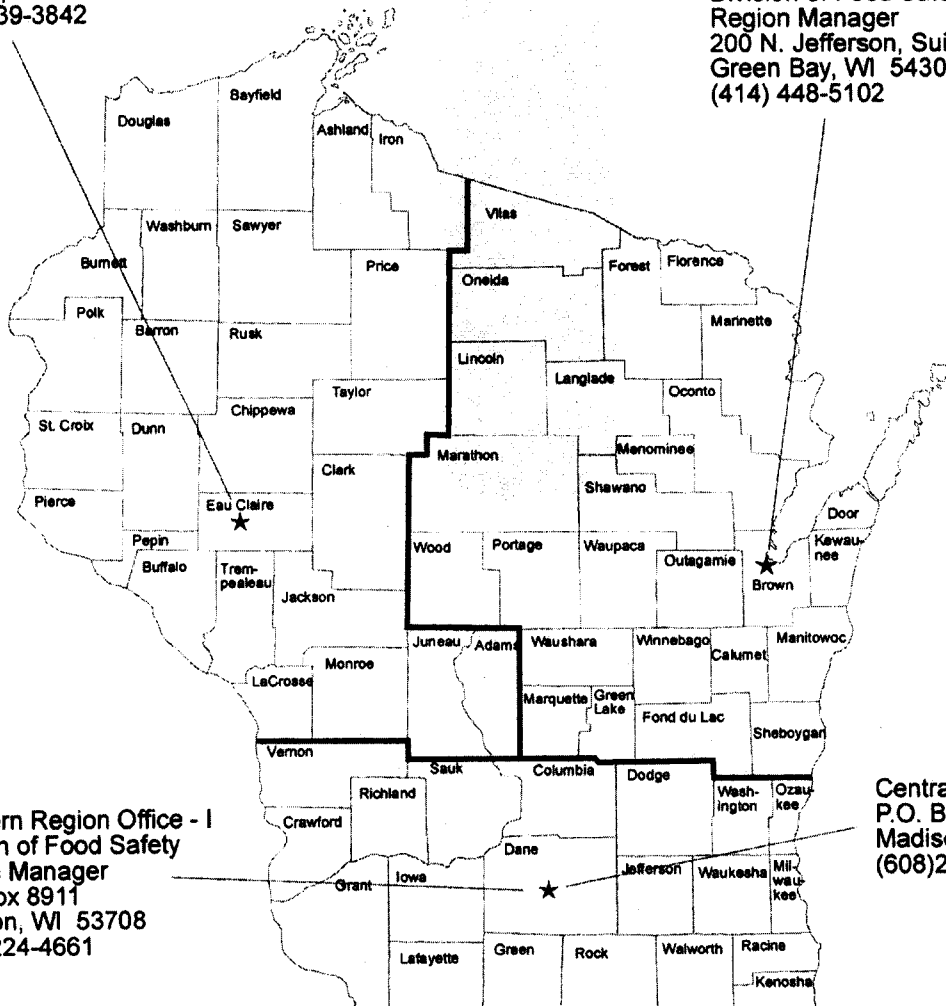 39-3842
Region Manager
200 N. Jefferson, Sui
Green Bay, WI 5430
(414) 448-5102
Bayfield
Douglas
Ashland
Iron
Vilas
Washburn
Sawyer
Burnett
Price
Oneida
Forest
Florence
Polk
Barron
Rusk
Marinette
Lincoln
Langlade
Taylor
Oconto
Chippewa
St. Croix
Dunn
Clark
Marathon
Menominee
Shawano
Pierce
Eau Claire
Door
Pepin
Buffalo
Trem-
pealeau
Jackson
Wood
Portage
Waupaca
Outagamie
Brown
Kewau-
nee
Juneau
Adams
Waushara
Winnebago
Calumet
Manitowoc
Monroe
LaCrosse
Marquette
Green
Lake
Fond du Lac
Sheboygan
Vernon
Sauk
Columbia
Dodge
Wash-
ington
Ozau-
kee
Richland
Crawford
ern Region Office - I
n of Food Safety
Manager
ox 8911
on, WI 53708
224-4661
Centra
P.O. B
Madis
(608)2
Dane
Grant
Iowa
Jefferson
Waukesha
Mil-
wau-
kee
Lafayette
Green
Rock
Walworth
Racine
Kenosha